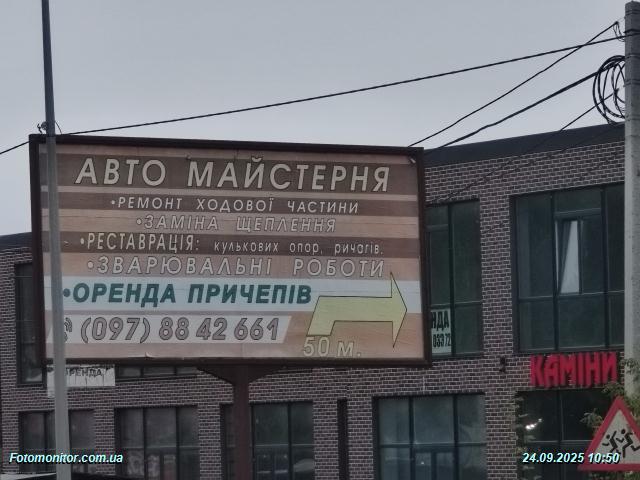 АВТО МАЙСТЕРНЯ
•РЕМОНТ ХОДОВОЇ ЧАСТИНИ
•ЗАМІНА ЩЕПЛЕННЯ
•РЕСТАВРАЦІЯ: кулькових опор, ричагів.
•ЗВАРЮВАЛЬНІ РОБОТИ
•ОРЕНДА ПРИЧЕПІВ
(097) 88 42 661
50 м.
ОРЕНДА
КАМІНИ
Fotomonitor.com.ua
24.09.2025 10:50